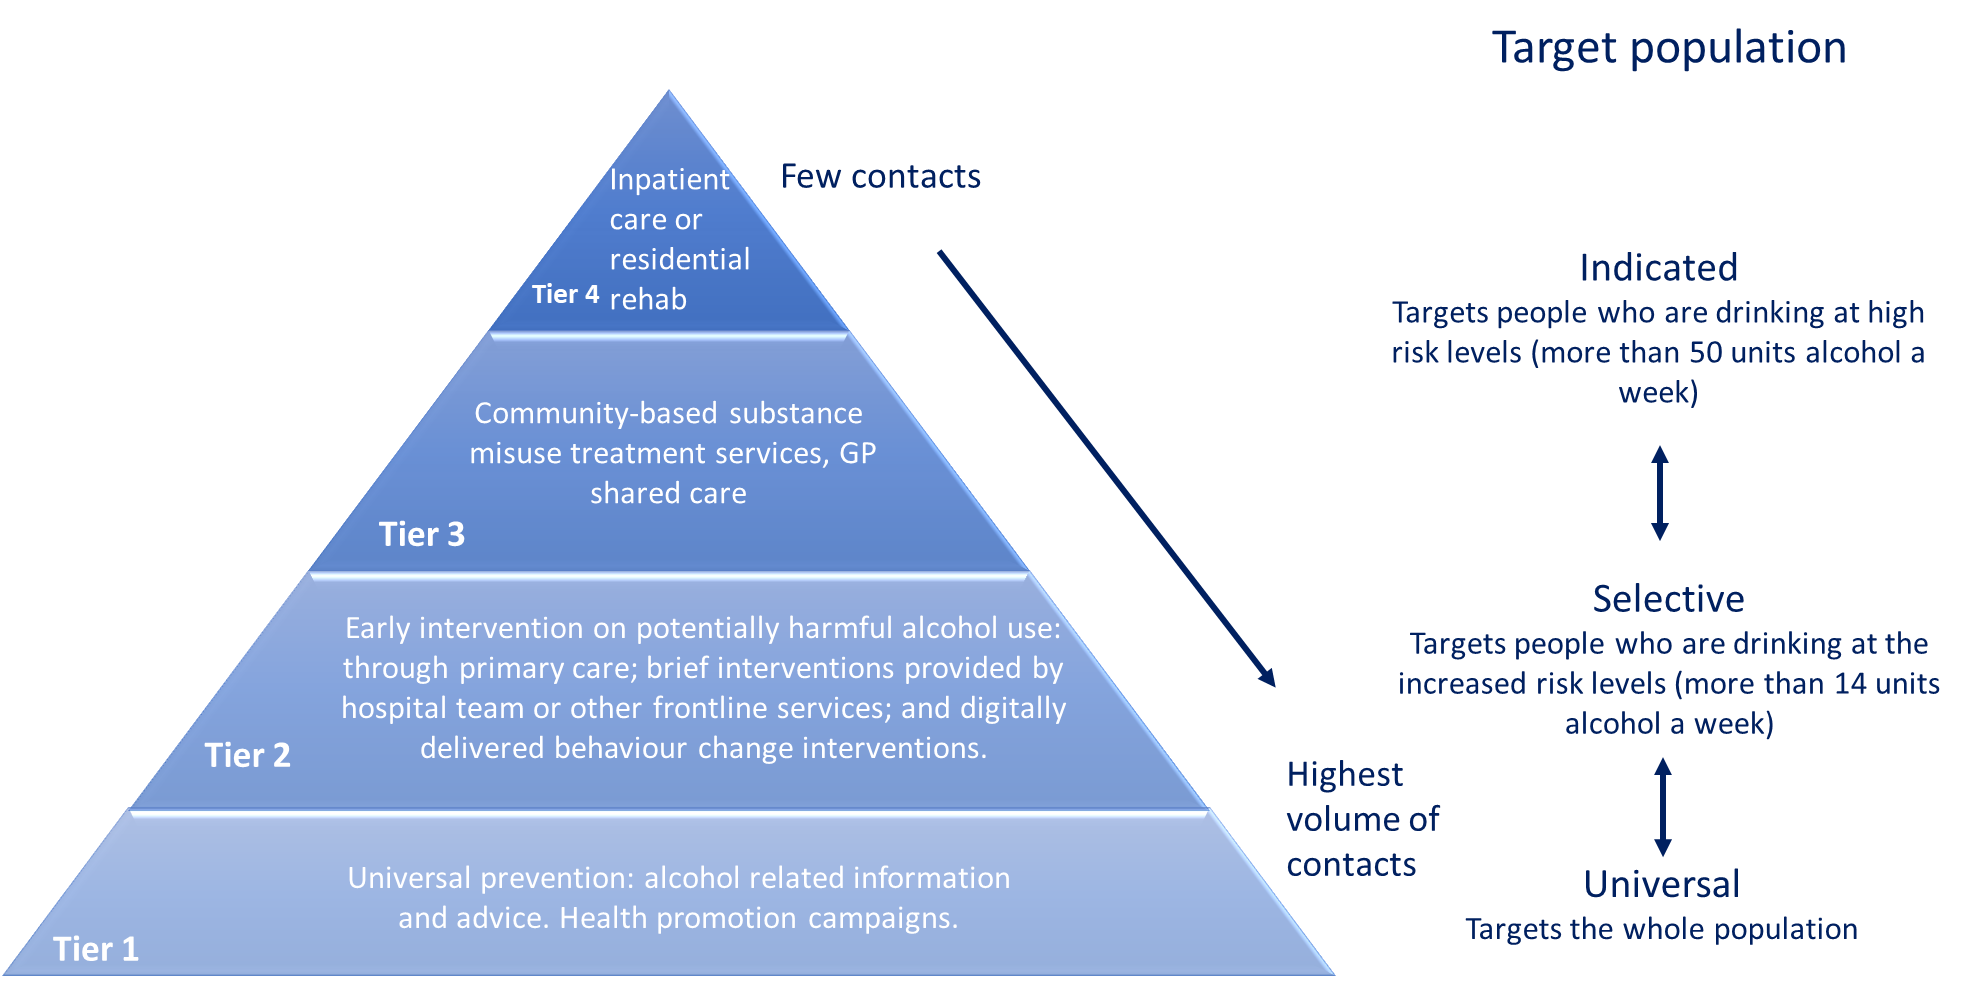 Target population
Inpatient
care or
residential
rehab
Tier 4
Few contacts
Community-based substance
misuse treatment services, GP
shared care
Tier 3
Early intervention on potentially harmful alcohol use:
through primary care; brief interventions provided by
hospital team or other frontline services; and digitally
delivered behaviour change interventions.
Tier 2
Universal prevention: alcohol related information
and advice. Health promotion campaigns.
Tier 1
Highest
volume of
contacts
Indicated
Targets people who are drinking at high
risk levels (more than 50 units alcohol a
week)
Selective
Targets people who are drinking at the
increased risk levels (more than 14 units
alcohol a week)
Universal
Targets the whole population